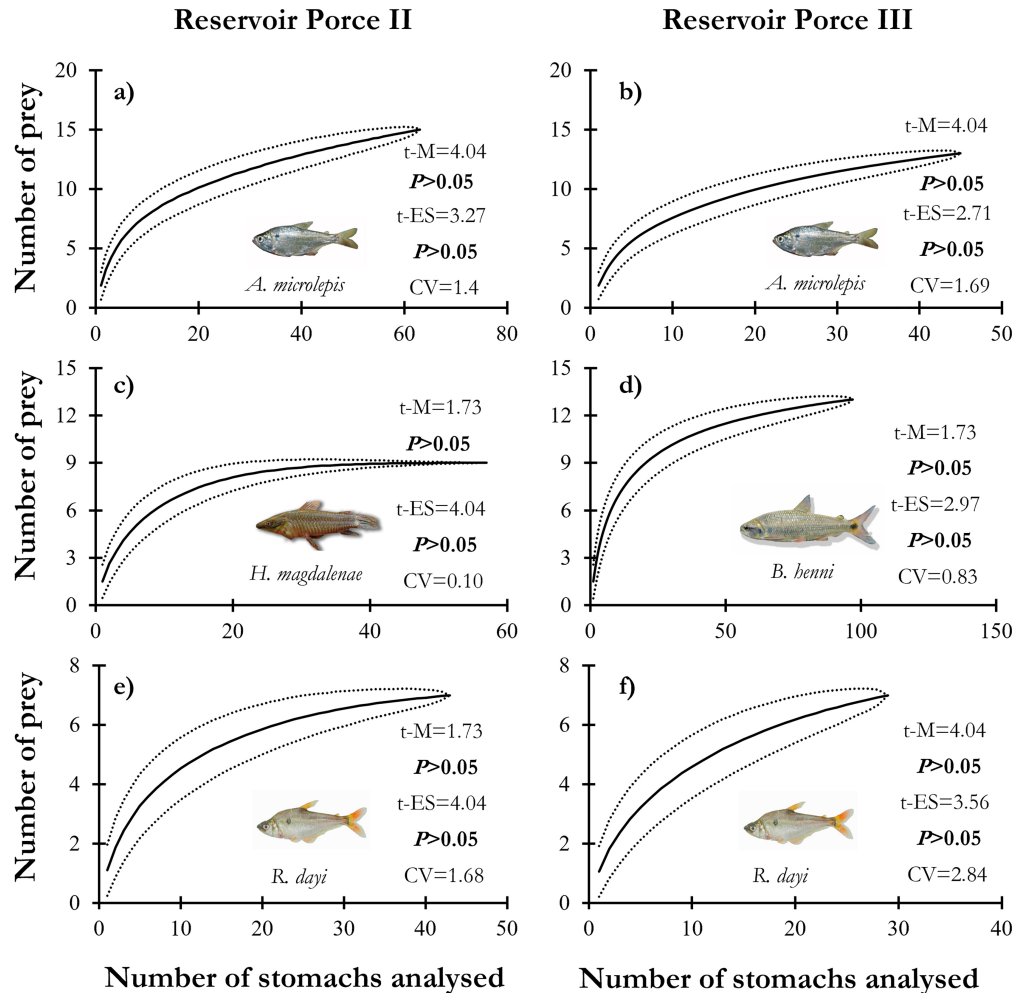 Reservoir Porce II
Reservoir Porce III
Number of prey
20
15
10
5
0
a)
t-M=4.04
P>0.05
t-ES=3.27
P>0.05
A. microlepis
CV=1.4
0 20 40 60 80
20
15
10
5
0
b)
t-M=4.04
P>0.05
t-ES=2.71
P>0.05
A. microlepis
CV=1.69
0 10 20 30 40 50
Number of prey
15
12
9
6
3
0
c)
t-M=1.73
P>0.05
t-ES=4.04
P>0.05
H. magdalenae
CV=0.10
0 20 40 60
15
12
9
6
3
0
d)
t-M=1.73
P>0.05
t-ES=2.97
P>0.05
B. henni
CV=0.83
0 50 100 150
Number of prey
8
6
4
2
0
e)
t-M=1.73
P>0.05
t-ES=4.04
P>0.05
R. dayi
CV=1.68
0 10 20 30 40 50
8
6
4
2
0
f)
t-M=4.04
P>0.05
t-ES=3.56
P>0.05
R. dayi
CV=2.84
0 10 20 30 40
Number of stomachs analysed
Number of stomachs analysed